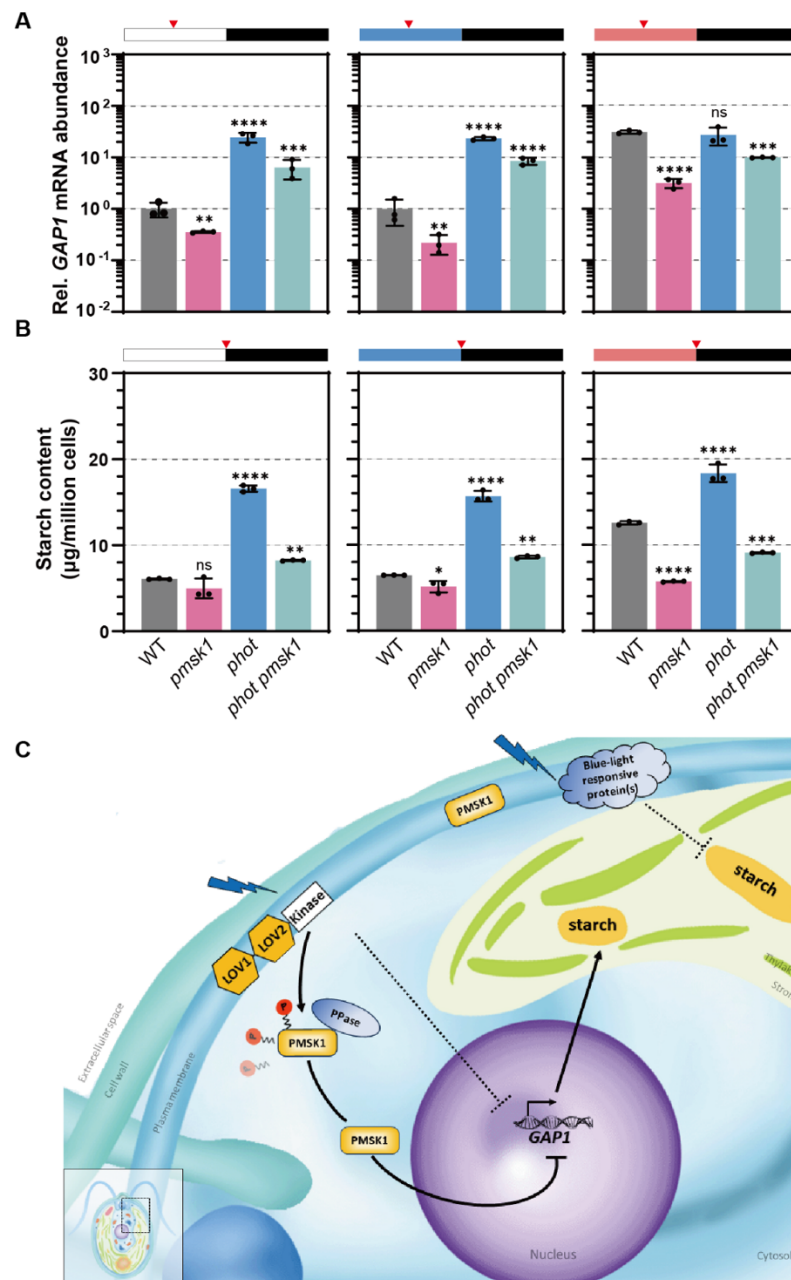 A
Rel. GAP1 mRNA abundance
10³
10²
10¹
10⁰
10⁻¹
10⁻²
**
****
***
**
****
****
****
ns
***
B
Starch content
(µg/million cells)
30
20
10
0
ns
****
**
*
****
**
****
****
***
WT
pmsk1
phot
phot pmsk1
WT
pmsk1
phot
phot pmsk1
WT
pmsk1
phot
phot pmsk1
C
Blue-light
responsive
protein(s)
PMSK1
starch
starch
Kinase
LOV2
LOV1
P
PPase
P
PMSK1
P
PMSK1
GAP1
Extracellular space
Cell wall
Plasma membrane
Nucleus
Cytosol